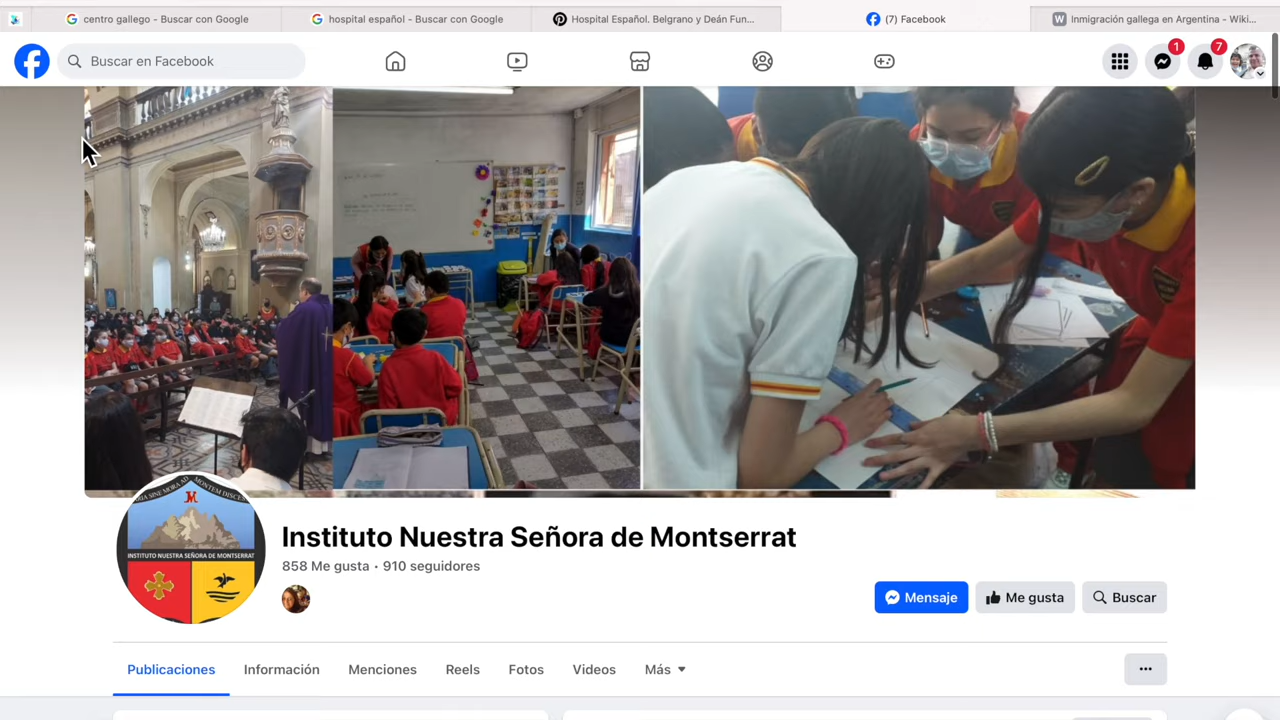 centro gallego - Buscar con Google
hospital español - Buscar con Google
Hospital Español. Belgrano y Deán Fun...
(7) Facebook
Inmigración gallega en Argentina - Wiki...
Buscar en Facebook
1
7
M
INSTITUTO NUESTRA SEÑORA DE MONTSERRAT
Instituto Nuestra Señora de Montserrat
858 Me gusta • 910 seguidores
Mensaje
Me gusta
Buscar
Publicaciones
Información
Menciones
Reels
Fotos
Videos
Más